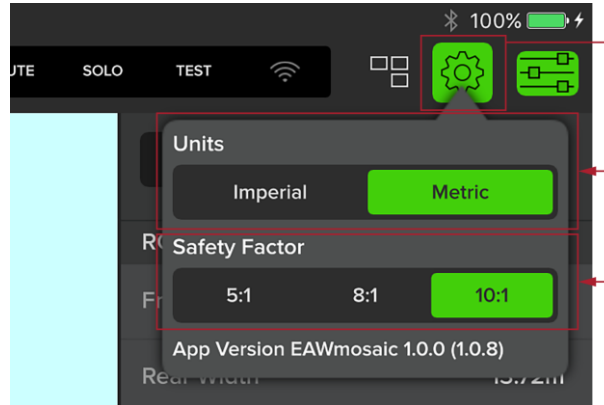 100%
SOLO
TEST
Units
Imperial Metric
Safety Factor
5:1 8:1 10:1
App Version EAWmosaic 1.0.0 (1.0.8)